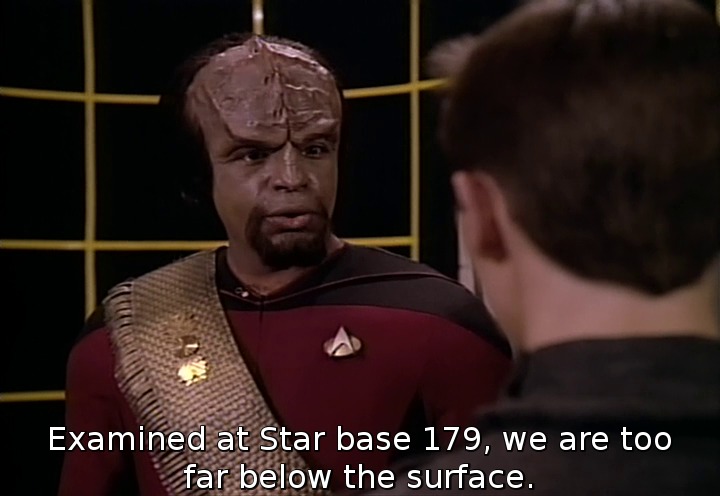 Examined at Star base 179, we are too
far below the surface.